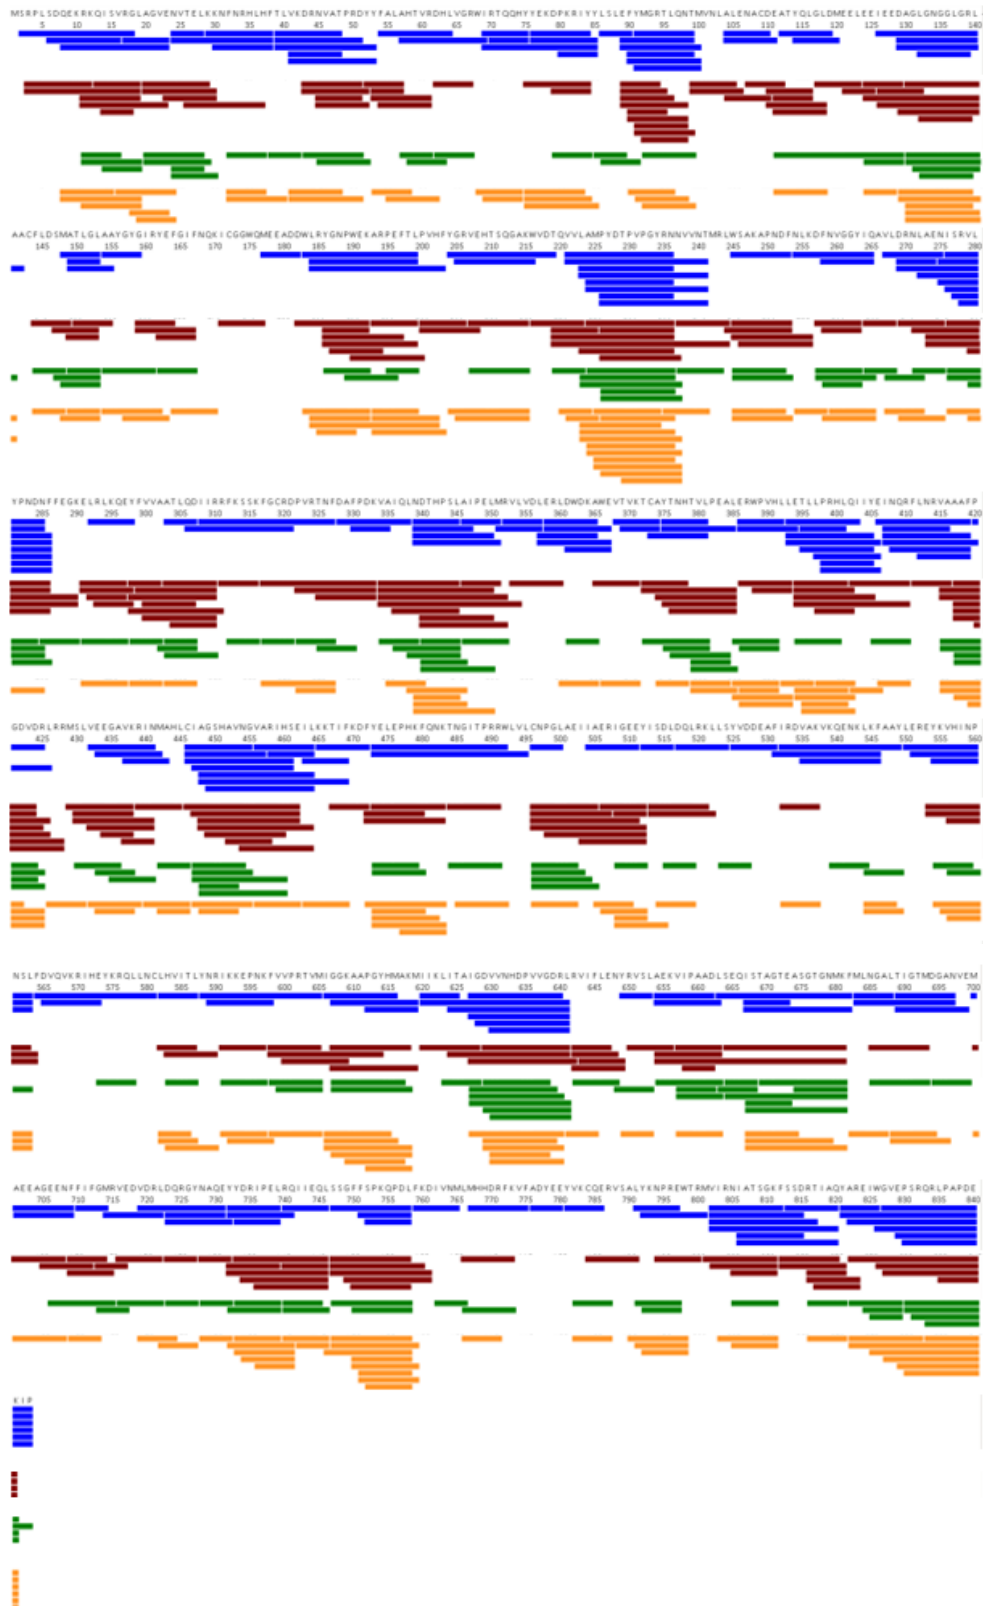 MSRPLSDQEKRKQISVRGLAGVENVTELKKNFNRHLHFTLVKDRNVATPRDYYFALAHTVRDHLVGRWIRTQQHYYEKDPKRIYYLSLEFYMGRTLQNTMVNLALENACDEATYQLGLDMEELEEIEEDAGLGNGGLGRL
5 10 15 20 25 30 35 40 45 50 55 60 65 70 75 80 85 90 95 100 105 110 115 120 125 130 135 140
AACFLDSMATLGLAAYGYGIRYEFGIFNQKICGGWQMEEADDWLRYGNPWEKARPEFTLPVHFYGRVEHTSQGAKWVDTQVVLAMPYDTPVPGYRNNVVNTMRLWSAKAPNDFNLKDFNVGGYIQAVLDRNLAENISRVL
145 150 155 160 165 170 175 180 185 190 195 200 205 210 215 220 225 230 235 240 245 250 255 260 265 270 275 280
YPNDNFFEGKELRLKQEYFVVAATLQDIIRRFKSSKFGCRDPVRTNFDAFPDKVAIQLNDTHPSLAIPELMRVLVDLERLDWDKAWEVTVKTCAYTNHTVLPEALERWPVHLLETLLPRHLQIIYEINQRFLNRVAAAFP
285 290 295 300 305 310 315 320 325 330 335 340 345 350 355 360 365 370 375 380 385 390 395 400 405 410 415 420
GDVDRLRRMSLVEEGAVKRINMAHLCIAGSHAVNGVARIHSEILKKTIFKDFYELEPHKFQNKTNGITPRRWLVLCNPGLAEIIAERIGEEYISDLDQLRKLLSYVDDEAFIRDVAKVKQENKLKFAAYLEREYKVHINP
425 430 435 440 445 450 455 460 465 470 475 480 485 490 495 500 505 510 515 520 525 530 535 540 545 550 555 560
NSLFDVQVKRIHEYKRQLLNCLHVITLYNRIKKEPNKFVVPRTVMIGGKAAPGYHMAKMIIKLITAIGDVVNHDPVVGDRLRVIFLENYRVSLAEKVIPAADLSEQISTAGTEASGTGNMKFMLNGALTIGTMDGANVEM
565 570 575 580 585 590 595 600 605 610 615 620 625 630 635 640 645 650 655 660 665 670 675 680 685 690 695 700
AEEAGEENFFIFGMRVEDVDRLDQRGYNAQEYYDRIPELRQIIEQLSSGFFSPKQPDLFKDIVNMLMHHDRFKVFADYEEYVKCQERVSALYKNPREWTRMVIRNIATSGKFSSDRTIAQYAREIWGVEPSRQRLPAPDE
705 710 715 720 725 730 735 740 745 750 755 760 765 770 775 780 785 790 795 800 805 810 815 820 825 830 835 840
KIP